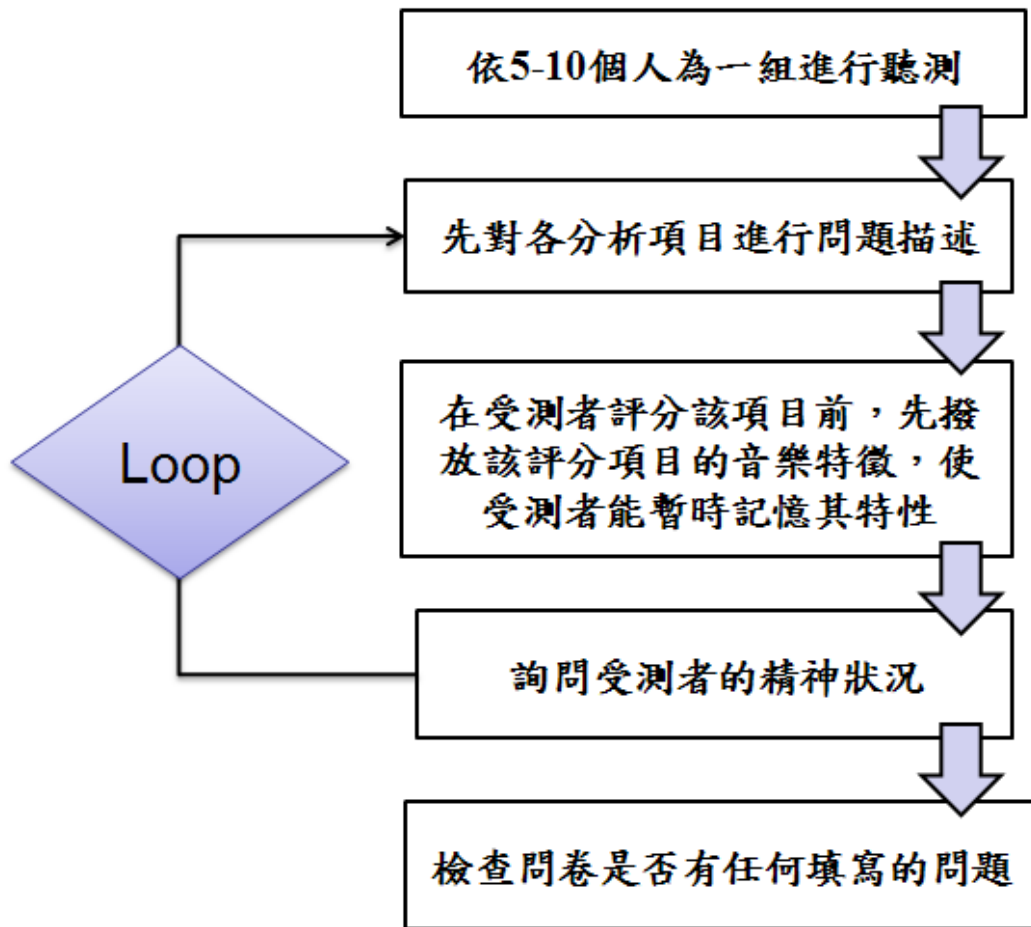 依5-10個人為一組進行聽測
先對各分析項目進行問題描述
在受測者評分該項目前，先撥
放該評分項目的音樂特徵，使
受測者能暫時記憶其特性
Loop
詢問受測者的精神狀況
檢查問卷是否有任何填寫的問題